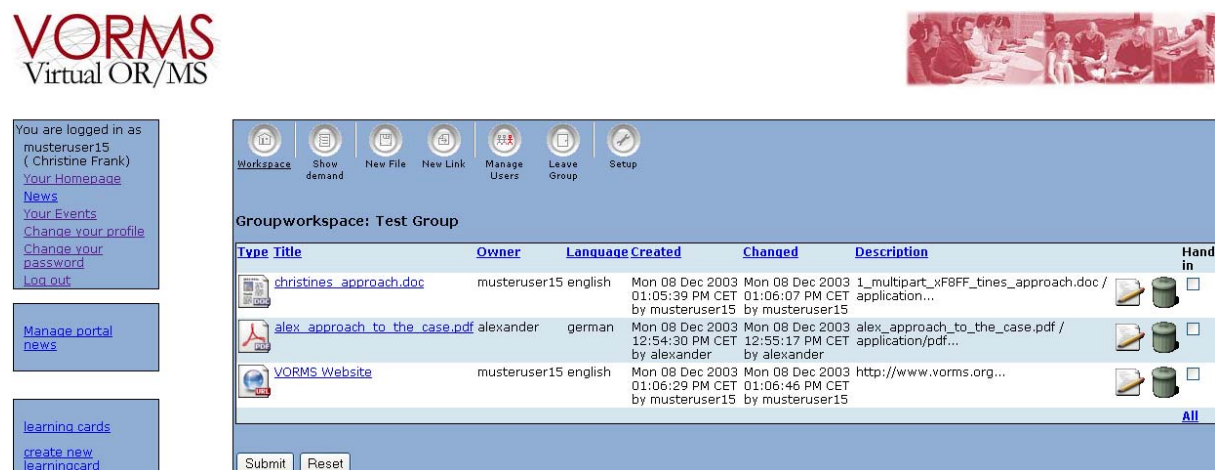 VORMS
Virtual OR/MS
You are logged in as
musteruser15
( Christine Frank)
Your Homepage
News
Your Events
Change your profile
Change your
password
Log out
Manage portal
news
learning cards
create new
learningcard
Workspace
Show
demand
New File
New Link
Manage
Users
Leave
Group
Setup
Groupworkspace: Test Group
Type Title Owner Language Created Changed Description Hand
in
christines_approach.doc musteruser15 english Mon 08 Dec 2003 Mon 08 Dec 2003 1_multipart_xF8FF_tines_approach.doc /
01:05:39 PM CET 01:06:07 PM CET application...
by musteruser15 by musteruser15
DOC
alex_approach_to_the_case.pdf alexander german Mon 08 Dec 2003 Mon 08 Dec 2003 alex_approach_to_the_case.pdf /
12:54:30 PM CET 12:55:17 PM CET application/pdf...
by alexander by alexander
PDF
VORMS Website musteruser15 english Mon 08 Dec 2003 Mon 08 Dec 2003 http://www.vorms.org...
01:06:29 PM CET 01:06:46 PM CET
by musteruser15 by musteruser15
URL
All
Submit Reset